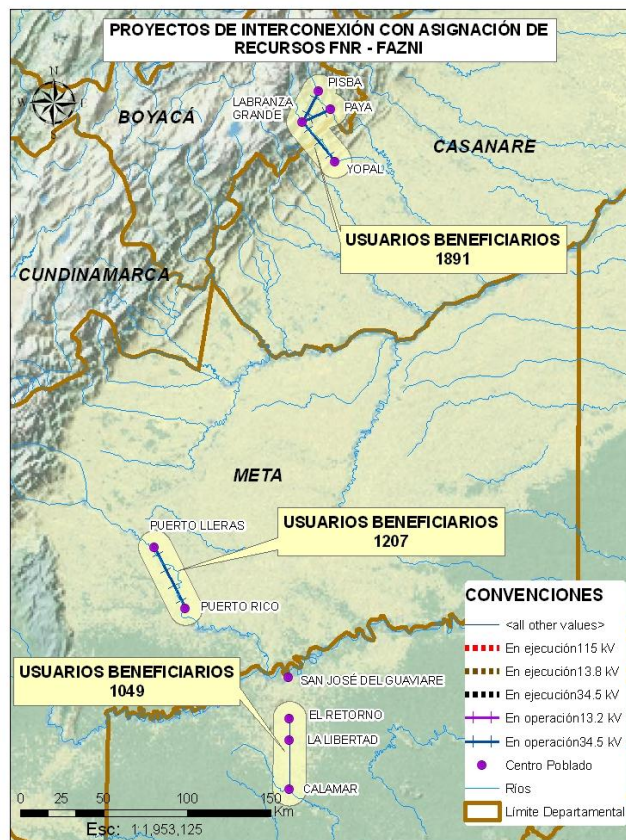 PROYECTOS DE INTERCONEXIÓN CON ASIGNACIÓN DE
RECURSOS FNR - FAZNI
N
W
E
S
PISBA
LABRANZA
GRANDE
PAYA
BOYACÁ
CASANARE
YOPAL
USUARIOS BENEFICIARIOS
1891
CUNDINAMARCA
META
PUERTO LLERAS
USUARIOS BENEFICIARIOS
1207
PUERTO RICO
USUARIOS BENEFICIARIOS
1049
SAN JOSÉ DEL GUAVIARE
EL RETORNO
LA LIBERTAD
CALAMAR
CONVENCIONES
<all other values>
En ejecución115 kV
En ejecución13.8 kV
En ejecución34.5 kV
En operación13.2 kV
En operación34.5 kV
Centro Poblado
Ríos
Límite Departamental
0 25 50 100 150
Km
Esc: 1:1,953,125